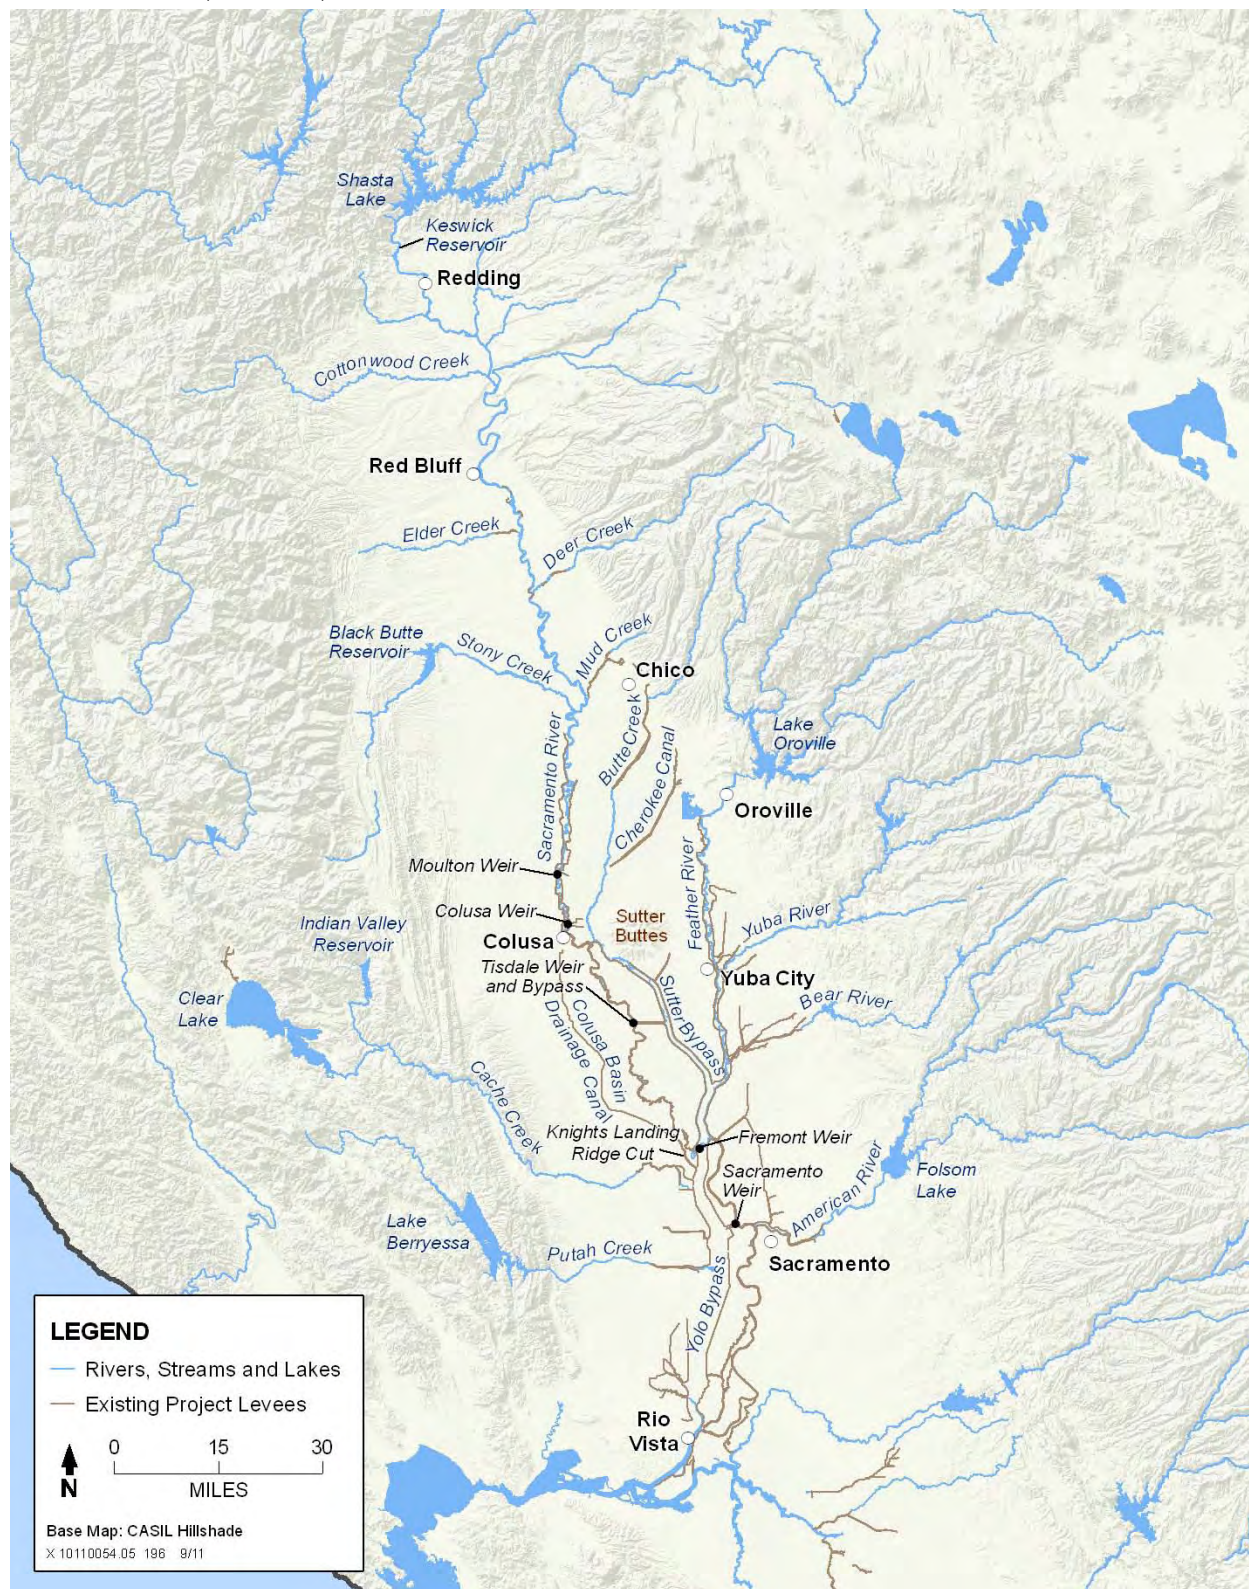 Shasta
Lake
Keswick
Reservoir
Redding
Cottonwood Creek
Red Bluff
Elder Creek
Deer Creek
Black Butte
Reservoir
Stony Creek
Mud Creek
Chico
Sacramento River
Butte Creek
Cherokee Canal
Lake
Oroville
Oroville
Moulton Weir
Feather River
Colusa Weir
Indian Valley
Reservoir
Sutter
Buttes
Yuba River
Colusa
Tisdale Weir
and Bypass
Yuba City
Clear
Lake
Sutter Bypass
Bear River
Colusa Basin
Drainage Canal
Cache Creek
Knights Landing
Ridge Cut
Fremont Weir
Sacramento
Weir
American River
Folsom
Lake
Lake
Berryessa
Putah Creek
Sacramento
Yolo Bypass
Rio
Vista
LEGEND
Rivers, Streams and Lakes
Existing Project Levees
0 15 30
MILES
N
Base Map: CASIL Hillshade
X 10110054.05 196 9/11